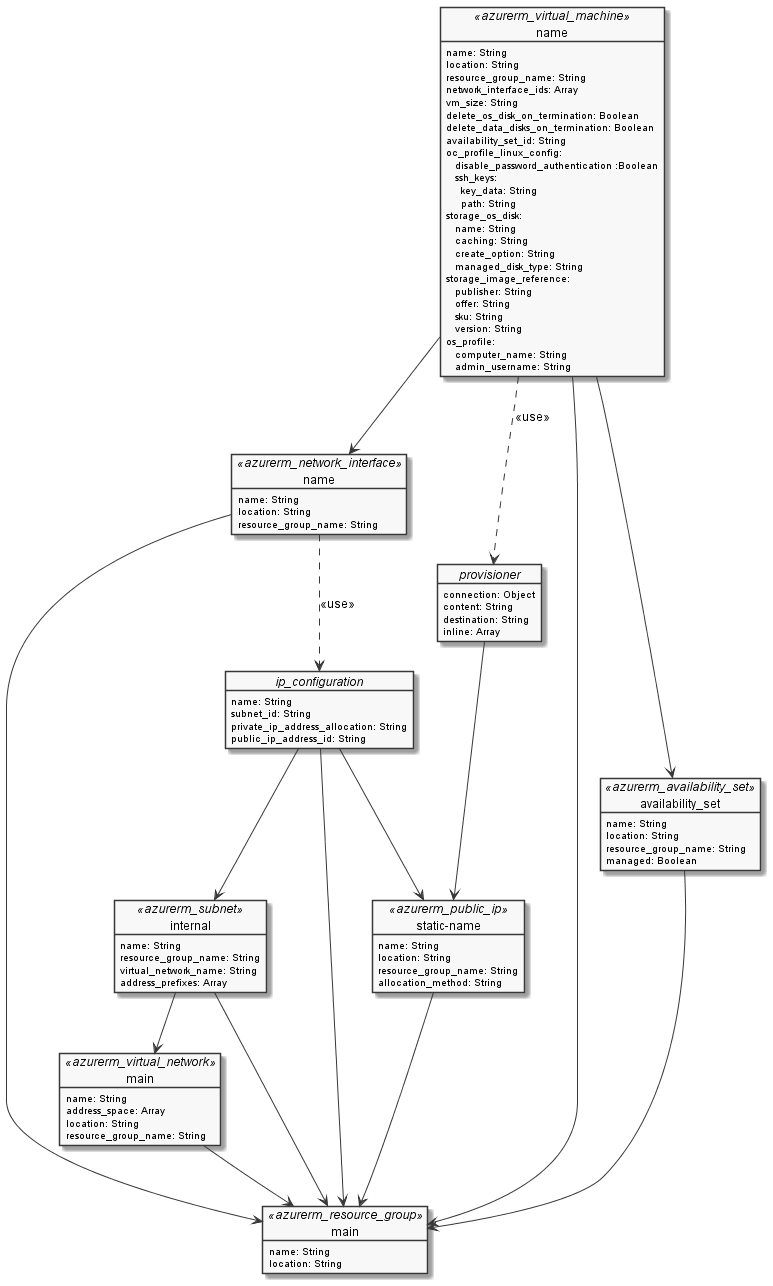 «azurerm_virtual_machine»
name
name: String
location: String
resource_group_name: String
network_interface_ids: Array
vm_size: String
delete_os_disk_on_termination: Boolean
delete_data_disks_on_termination: Boolean
availability_set_id: String
oc_profile_linux_config:
disable_password_authentication :Boolean
ssh_keys:
key_data: String
path: String
storage_os_disk:
name: String
caching: String
create_option: String
managed_disk_type: String
storage_image_reference:
publisher: String
offer: String
sku: String
version: String
os_profile:
computer_name: String
admin_username: String
«use»
«azurerm_network_interface»
name
name: String
location: String
resource_group_name: String
provisioner
connection: Object
content: String
destination: String
inline: Array
«use»
ip_configuration
name: String
subnet_id: String
private_ip_address_allocation: String
public_ip_address_id: String
«azurerm_availability_set»
availability_set
name: String
location: String
resource_group_name: String
managed: Boolean
«azurerm_subnet»
internal
name: String
resource_group_name: String
virtual_network_name: String
address_prefixes: Array
«azurerm_public_ip»
static-name
name: String
location: String
resource_group_name: String
allocation_method: String
«azurerm_virtual_network»
main
name: String
address_space: Array
location: String
resource_group_name: String
«azurerm_resource_group»
main
name: String
location: String